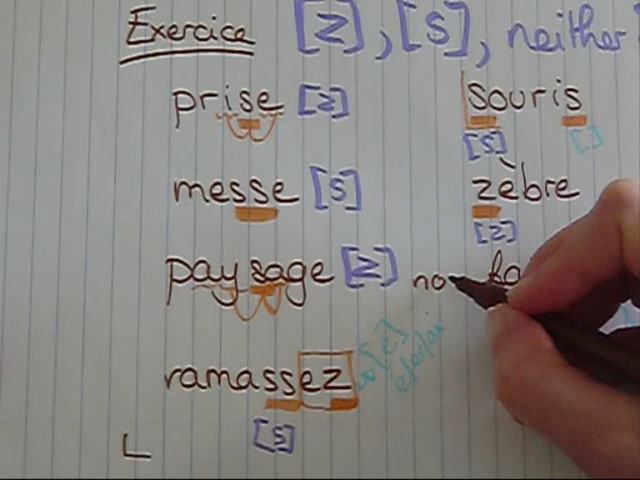 Exercice [z], [s], neither
prise [z] souris
[s] [ ]
messe [s] zèbre
[z]
paysage [z] no
ramassez
[s]